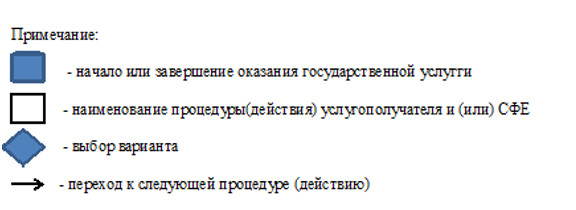 Примечание:
- начало или завершение оказания государственной услугги
- наименование процедуры(действия) услугополучателя и (или) СФЕ
- выбор варианта
- переход к следующей процедуре (действию)